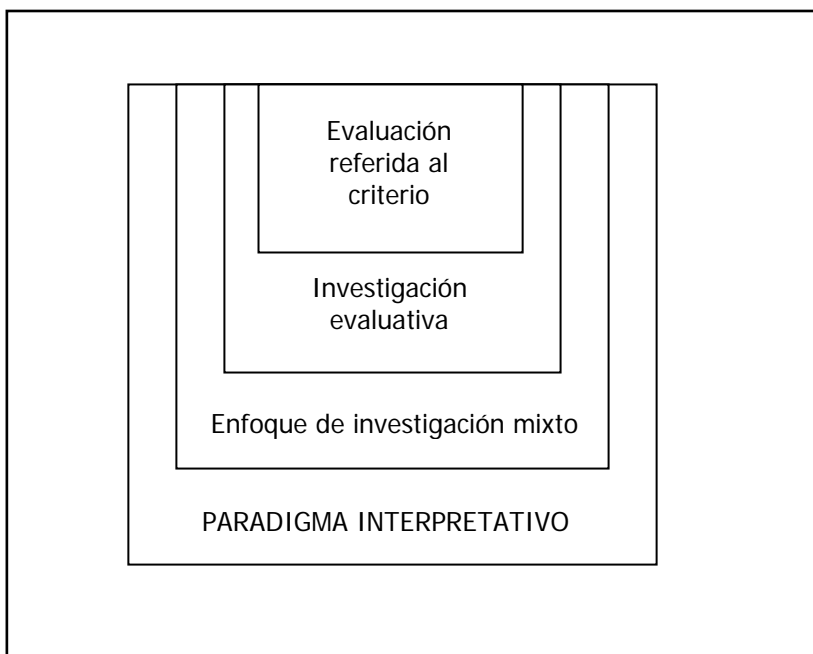 Evaluación
referida al
criterio
Investigación
evaluativa
Enfoque de investigación mixto
PARADIGMA INTERPRETATIVO